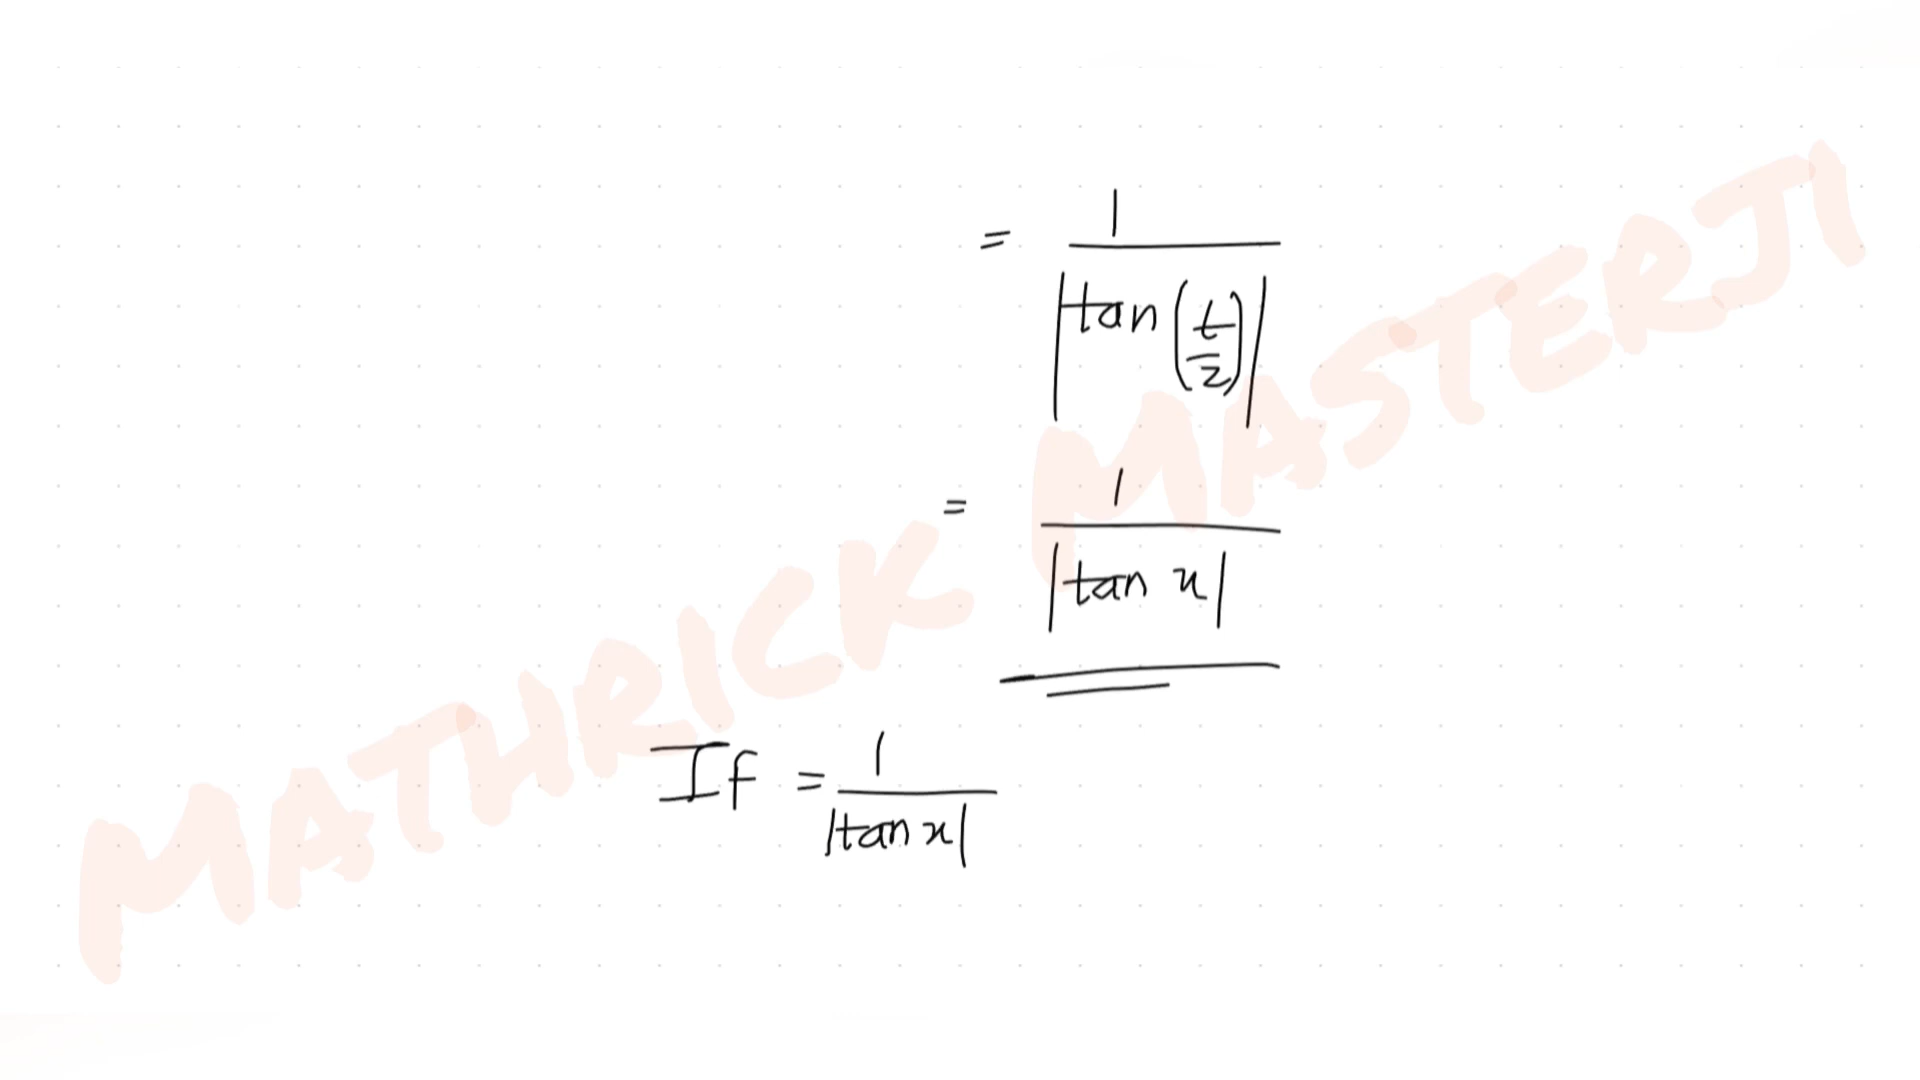 = 1 / |tan (t/2)|
= 1 / |tan x|
If = 1 / |tan x|
MATHRICK MASTERJI